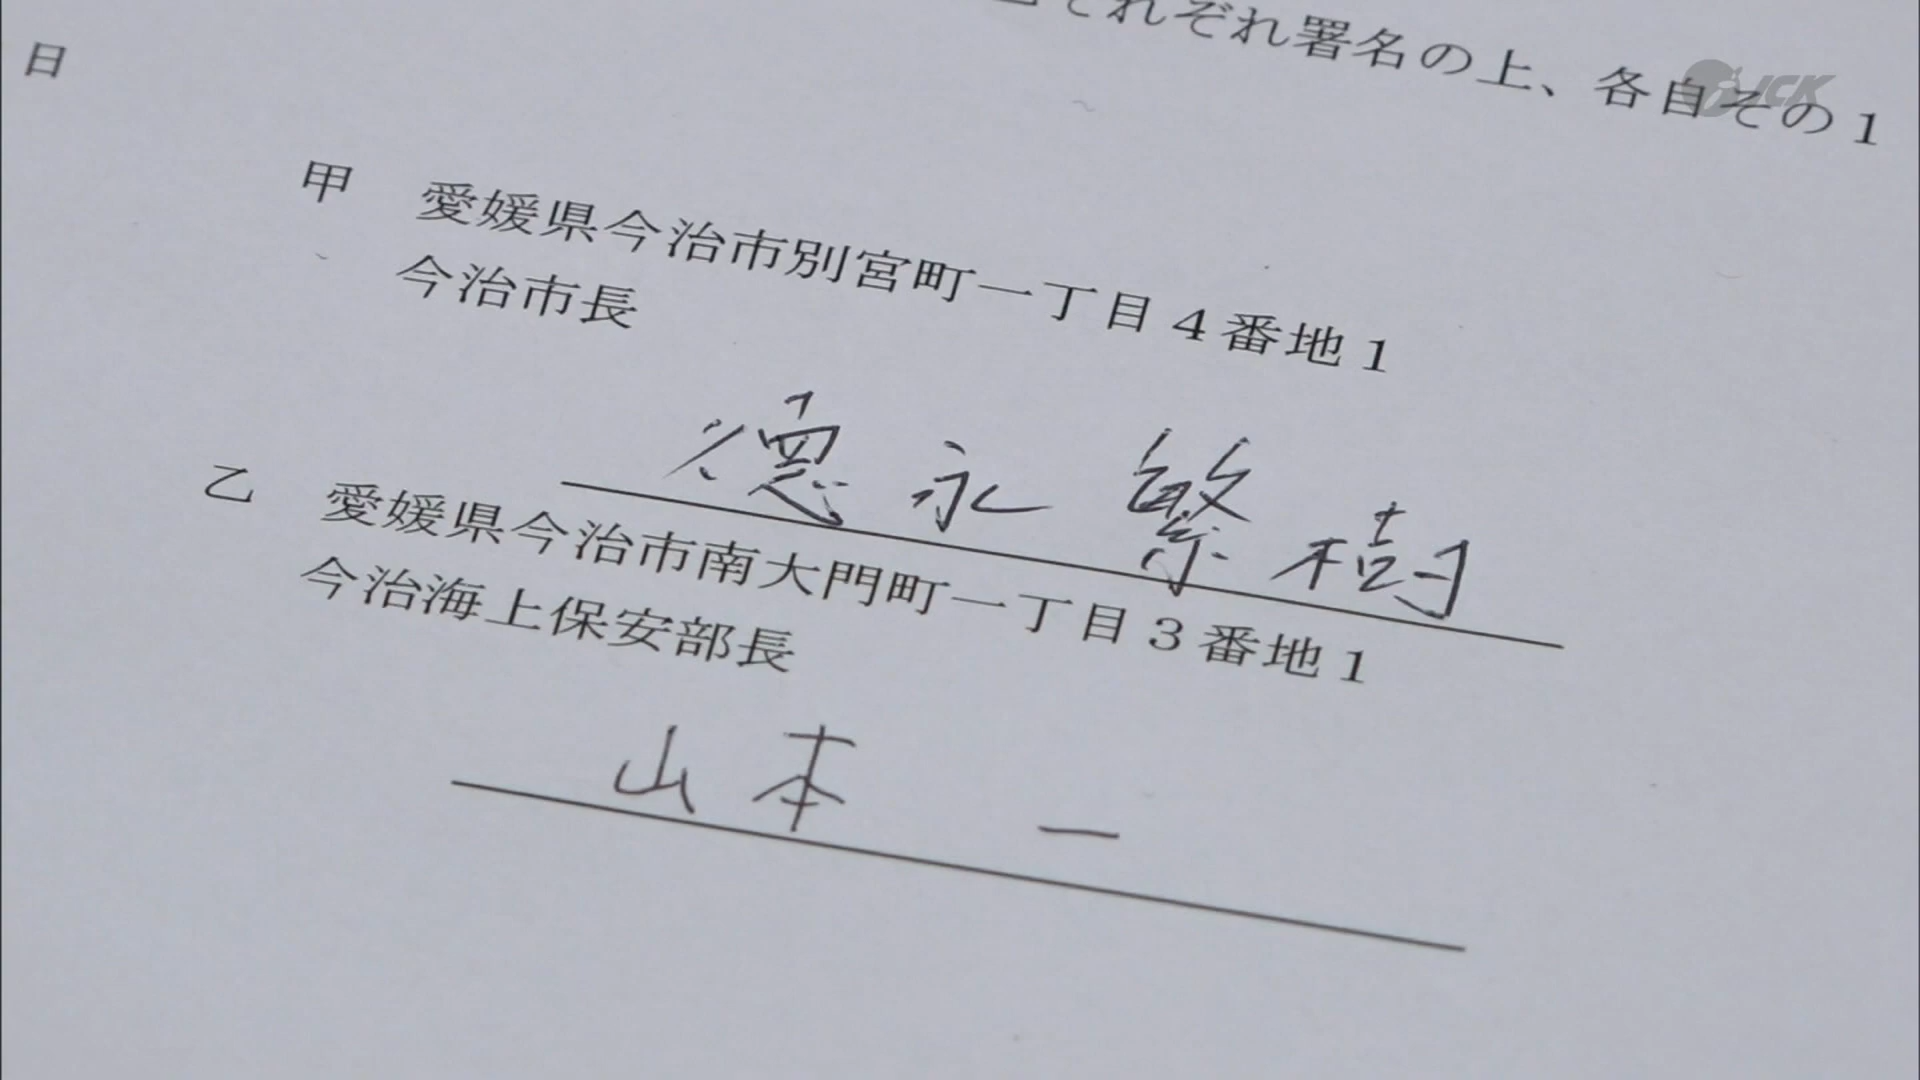 それぞれ署名の上、各自その1
日
甲 愛媛県今治市別宮町一丁目4番地1
今治市長
徳永繁樹
乙 愛媛県今治市南大門町一丁目3番地1
今治海上保安部長
山本 一
ICK